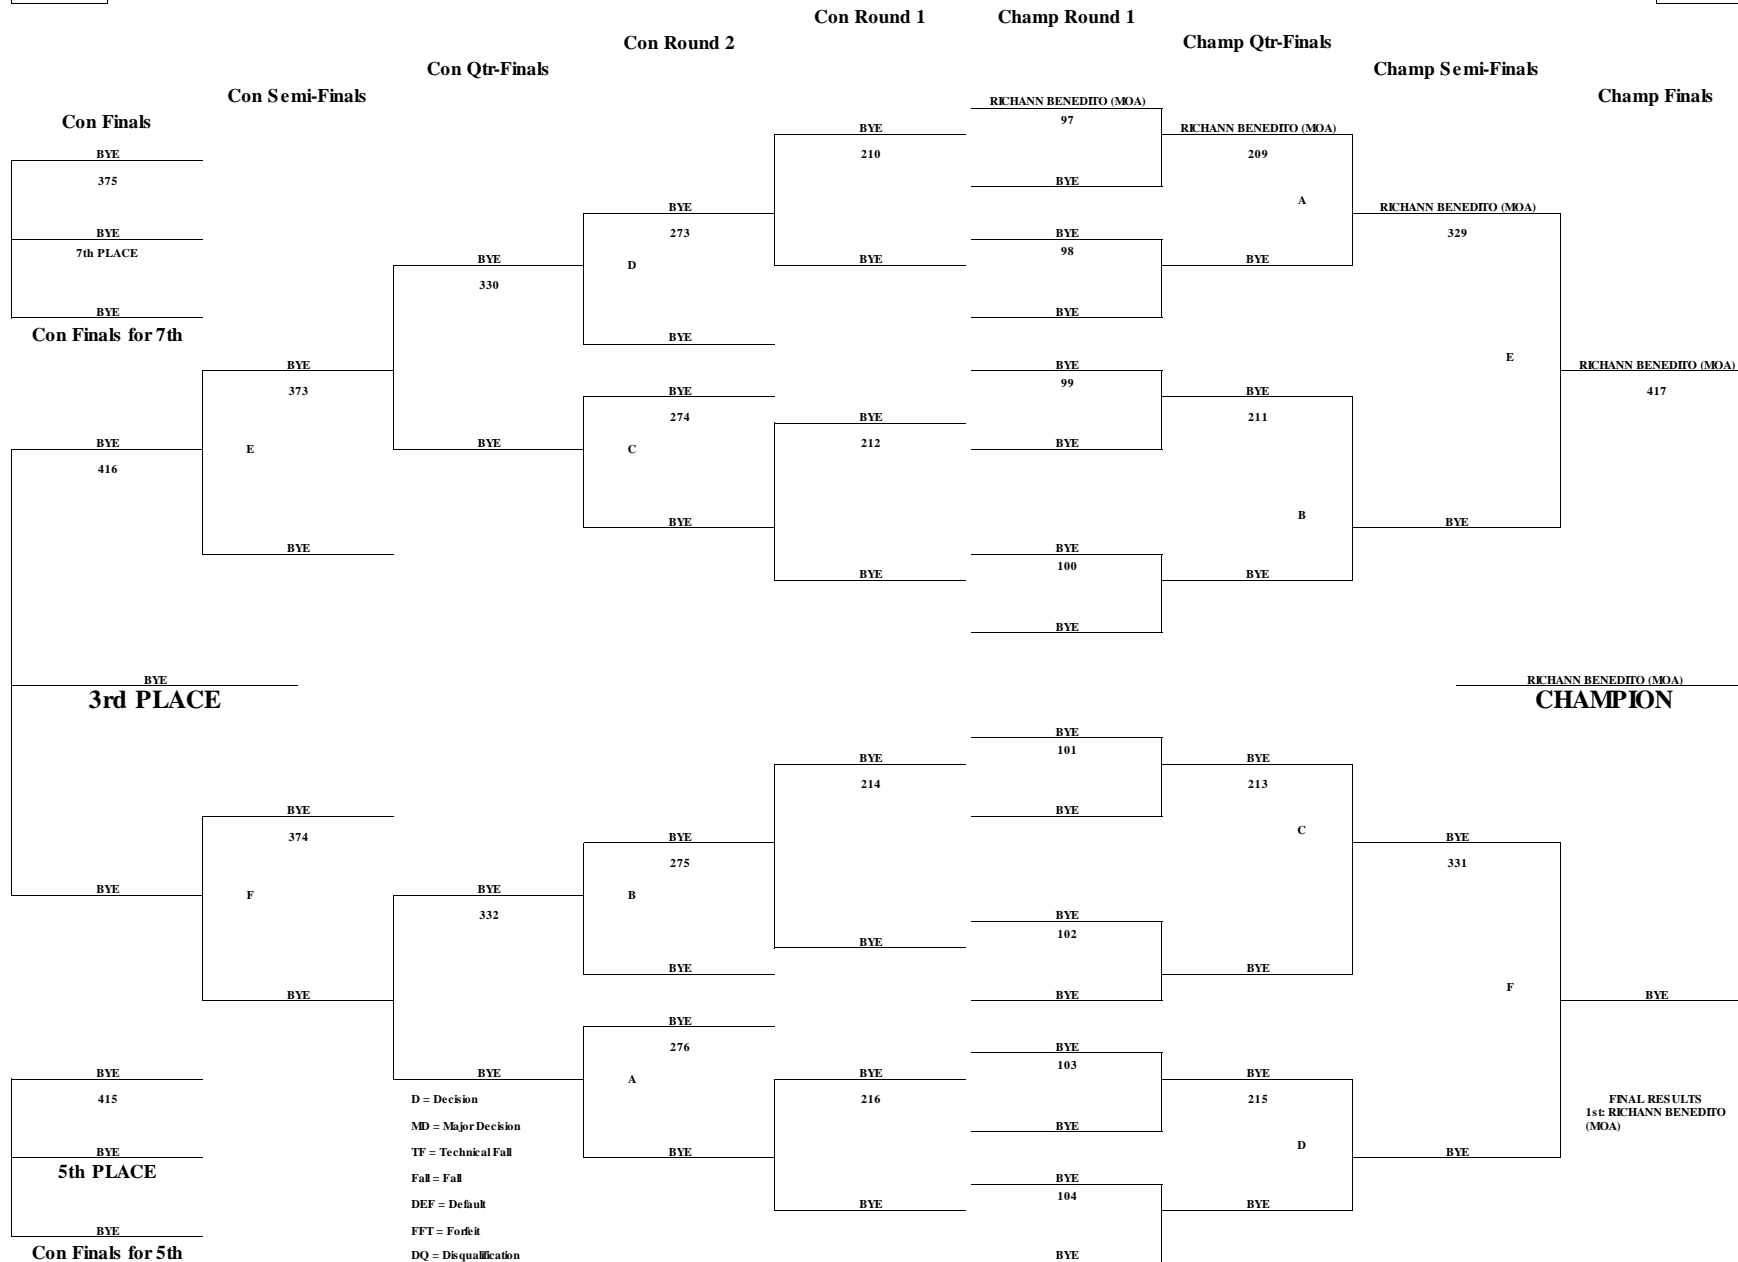 Con Round 1 Champ Round 1
Con Round 2 Champ Qtr-Finals
Con Qtr-Finals Champ Semi-Finals
Con Semi-Finals Champ Finals
RICHANN BENEDITO (MOA)
Con Finals 97
BYE RICHANN BENEDITO (MOA)
BYE 210 209
375 BYE
A
BYE RICHANN BENEDITO (MOA)
BYE 273 BYE 329
7th PLACE 98
BYE D BYE BYE
330
BYE BYE
Con Finals for 7th
BYE
E
BYE BYE RICHANN BENEDITO (MOA)
373 99 417
BYE BYE
274 BYE 211
BYE E BYE C 212 BYE
416
B
BYE BYE
BYE BYE
100
BYE BYE
BYE
BYE RICHANN BENEDITO (MOA)
3rd PLACE CHAMPION
BYE
101
BYE BYE
214 213
BYE BYE
374 BYE C BYE
275 331
BYE F BYE B
332 BYE
102
BYE
BYE BYE
F
BYE BYE BYE
BYE
276 BYE
103
BYE BYE A BYE BYE
415 D = Decision 216 215 FINAL RESULTS
1st: RICHANN BENEDITO
MD = Major Decision BYE (MOA)
D
BYE TF = Technical Fall BYE BYE
5th PLACE
Fall = Fall BYE
104
DEF = Default BYE BYE
BYE FFT = Forfeit
Con Finals for 5th DQ = Disqualification BYE